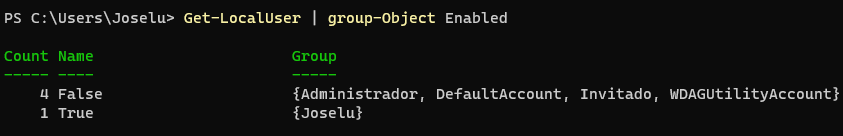 PS C:\Users\Joselu> Get-LocalUser | group-Object Enabled
Count Name                      Group
----- ----                      -----
    4 False                     {Administrador, DefaultAccount, Invitado, WDAGUtilityAccount}
    1 True                      {Joselu}